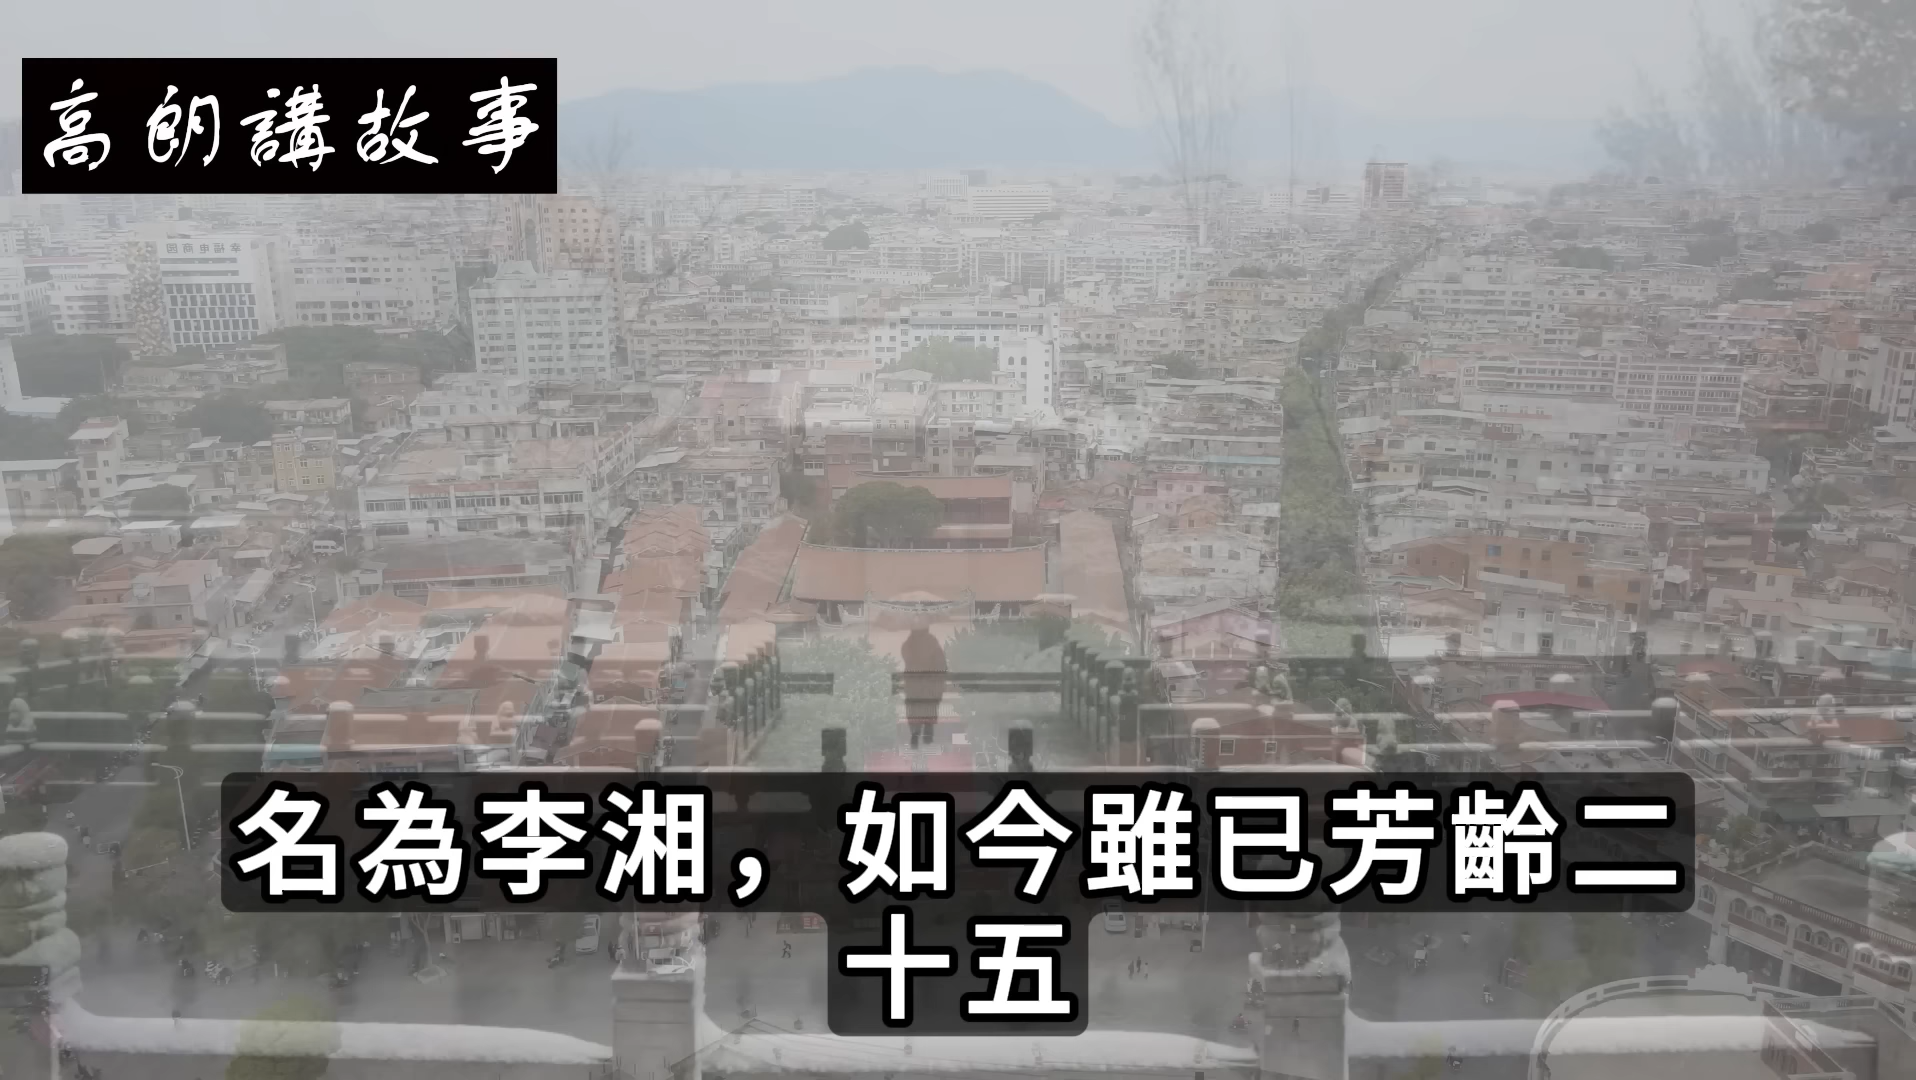 高朗講故事
名為李湘，如今雖已芳齡二
十五